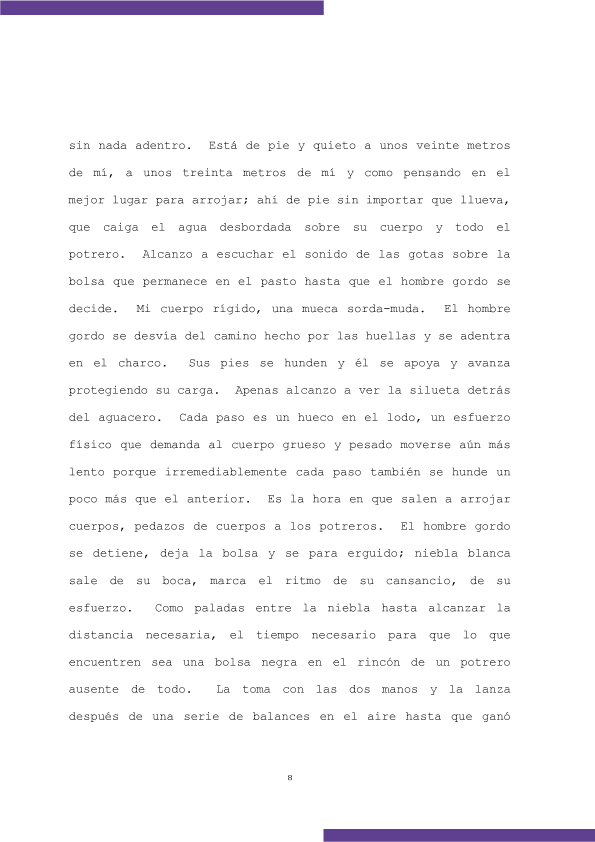 sin nada adentro.  Está de pie y quieto a unos veinte metros
de mí, a unos treinta metros de mí y como pensando en el
mejor lugar para arrojar; ahí de pie sin importar que llueva,
que caiga el agua desbordada sobre su cuerpo y todo el
potrero.  Alcanzo a escuchar el sonido de las gotas sobre la
bolsa que permanece en el pasto hasta que el hombre gordo se
decide.  Mi cuerpo rígido, una mueca sorda-muda.  El hombre
gordo se desvía del camino hecho por las huellas y se adentra
en el charco.  Sus pies se hunden y él se apoya y avanza
protegiendo su carga.  Apenas alcanzo a ver la silueta detrás
del aguacero.  Cada paso es un hueco en el lodo, un esfuerzo
físico que demanda al cuerpo grueso y pesado moverse aún más
lento porque irremediablemente cada paso también se hunde un
poco más que el anterior.  Es la hora en que salen a arrojar
cuerpos, pedazos de cuerpos a los potreros.  El hombre gordo
se detiene, deja la bolsa y se para erguido; niebla blanca
sale de su boca, marca el ritmo de su cansancio, de su
esfuerzo.  Como paladas entre la niebla hasta alcanzar la
distancia necesaria, el tiempo necesario para que lo que
encuentren sea una bolsa negra en el rincón de un potrero
ausente de todo.  La toma con las dos manos y la lanza
después de una serie de balances en el aire hasta que ganó
8